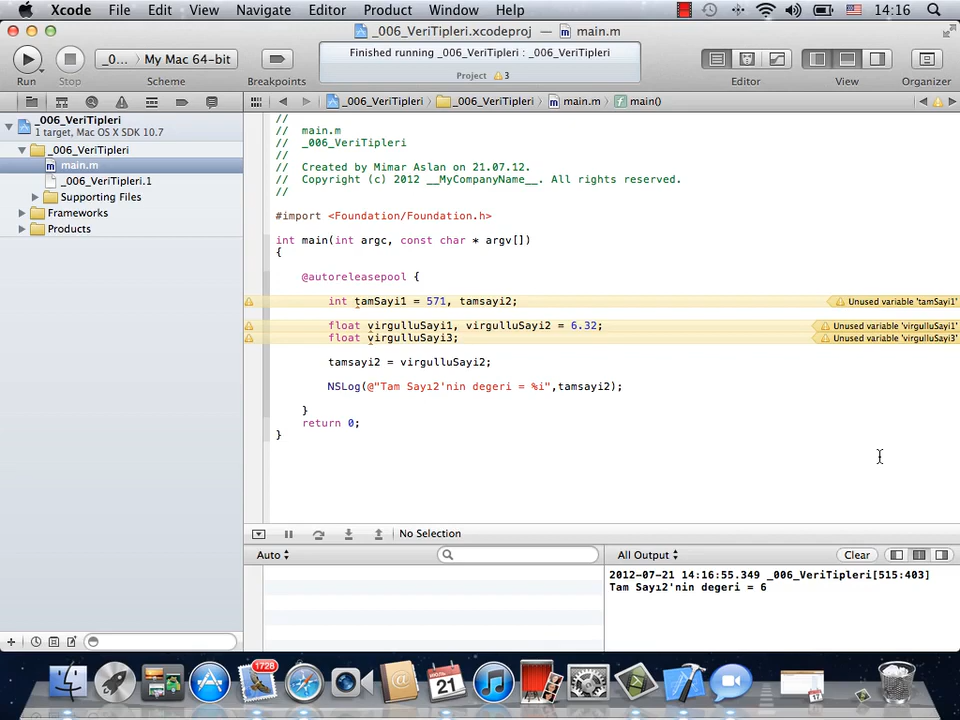 Xcode File Edit View Navigate Editor Product Window Help 14:16
_006_VeriTipleri.xcodeproj — main.m
_0... My Mac 64-bit
Finished running _006_VeriTipleri : _006_VeriTipleri
Project 3
Run Stop Scheme Breakpoints Editor View Organizer
_006_VeriTipleri _006_VeriTipleri main.m main()
_006_VeriTipleri
1 target, Mac OS X SDK 10.7
_006_VeriTipleri
main.m
_006_VeriTipleri.1
Supporting Files
Frameworks
Products
//
// main.m
// _006_VeriTipleri
//
// Created by Mimar Aslan on 21.07.12.
// Copyright (c) 2012 __MyCompanyName__. All rights reserved.
//
#import <Foundation/Foundation.h>
int main(int argc, const char * argv[])
{
@autoreleasepool {
int tamSayi1 = 571, tamsayi2;
Unused variable 'tamSayi1'
float virgulluSayi1, virgulluSayi2 = 6.32;
Unused variable 'virgulluSayi1'
float virgulluSayi3;
Unused variable 'virgulluSayi3'
tamsayi2 = virgulluSayi2;
NSLog(@"Tam Sayı2'nin degeri = %i",tamsayi2);
}
return 0;
}
No Selection
Auto
All Output Clear
2012-07-21 14:16:55.349 _006_VeriTipleri[515:403]
Tam Sayı2'nin degeri = 6
1728
21
17